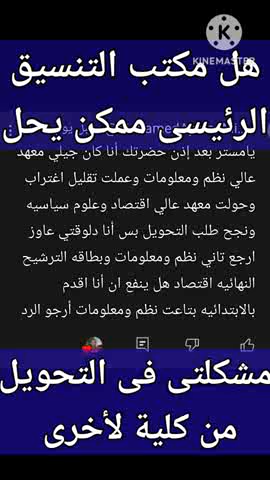 KINEMASTER
هل مكتب التنسيق
الرئيسى ممكن يحل
يامستر بعد إذن حضرتك أنا كان جيلي معهد
عالي نظم ومعلومات وعملت تقليل اغتراب
وحولت معهد عالي اقتصاد وعلوم سياسيه
ونجح طلب التحويل بس أنا دلوقتي عاوز
ارجع تاني نظم ومعلومات وبطاقه الترشيح
النهائيه اقتصاد هل ينفع ان أنا اقدم
بالابتدائيه بتاعت نظم ومعلومات أرجو الرد
مشكلتى فى التحويل
من كلية لأخرى